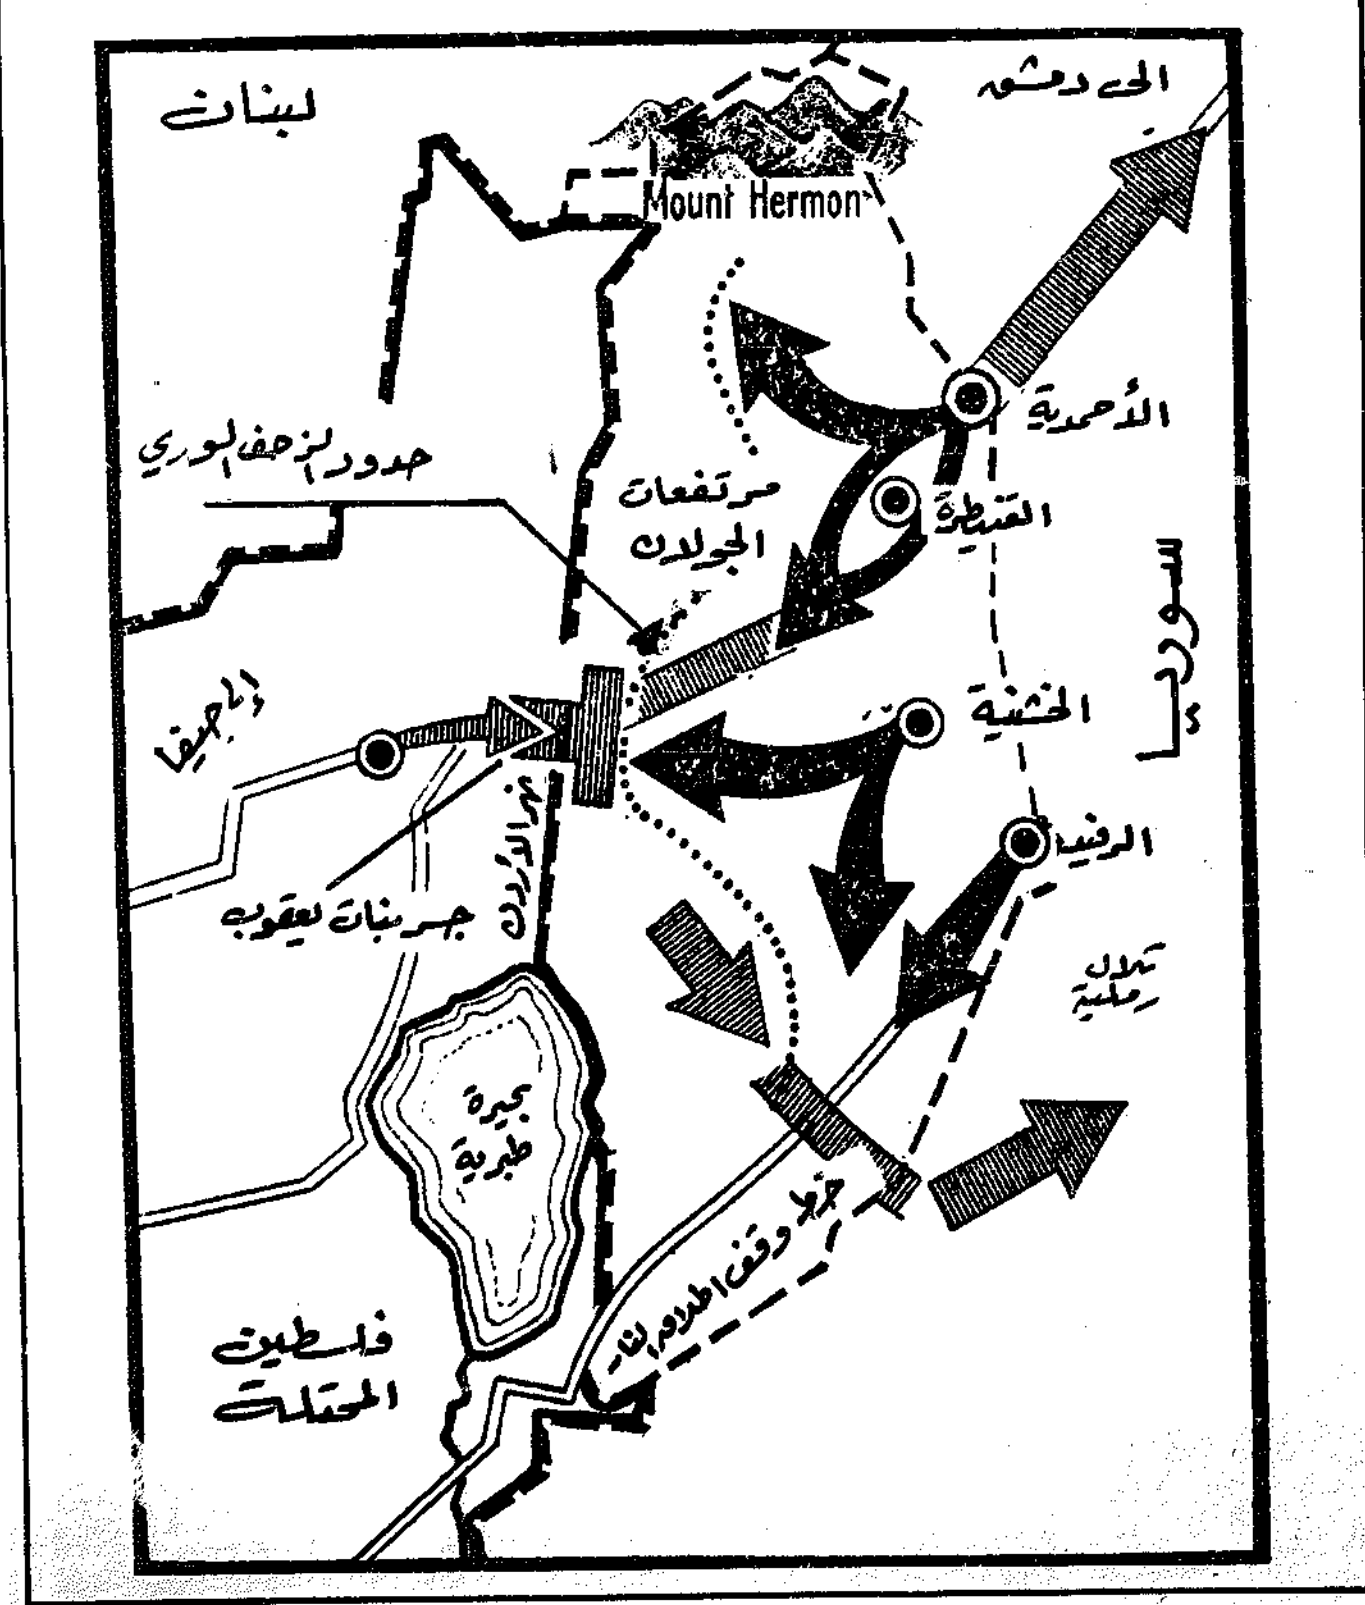 لبنان
الى دمشق
Mount Hermon
الأحمدية
حدود الزحف السوري
مرتفعات
الجولان
القنيطرة
سوريا
إلى حيفا
الخشنية
نهر الأردن
الرفيد
جسر بنات يعقوب
تلال
رملية
بحيرة
طبرية
خط وقف اطلاق النار
فلسطين
المحتلة